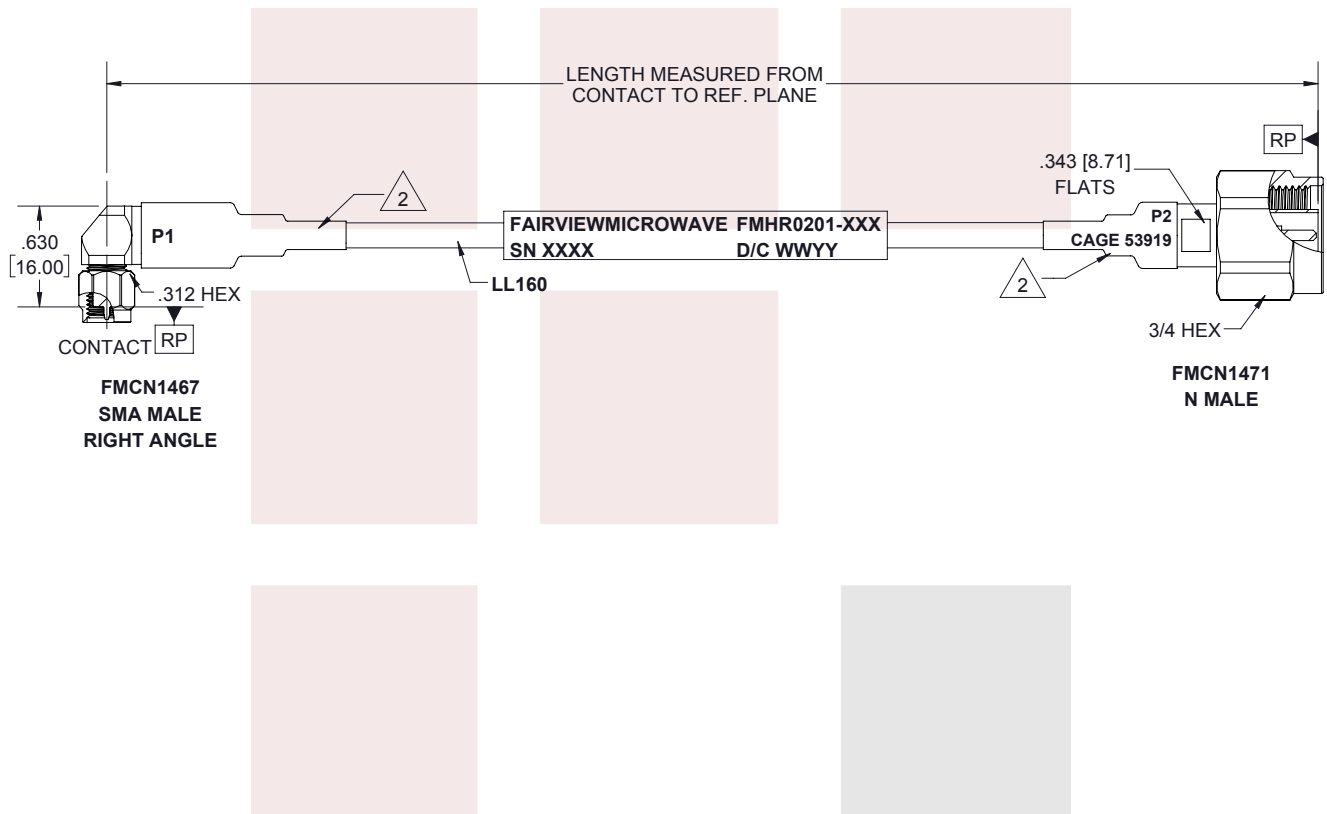 LENGTH MEASURED FROM
CONTACT TO REF. PLANE
RP
.343 [8.71]
FLATS
2
P1
FAIRVIEWMICROWAVE FMHR0201-XXX
SN XXXX D/C WWYY
P2
CAGE 53919
.630
[16.00]
.312 HEX
LL160
2
CONTACT
RP
3/4 HEX
FMCN1467
SMA MALE
RIGHT ANGLE
FMCN1471
N MALE